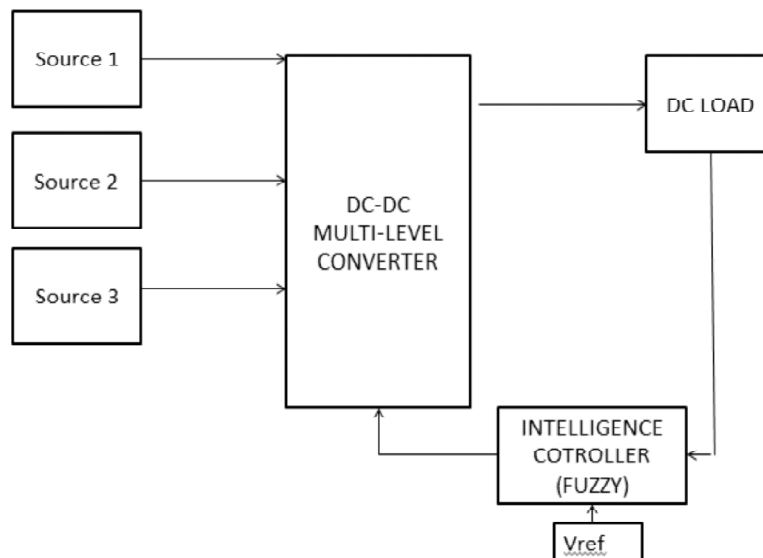 Source 1
Source 2
Source 3
DC-DC
MULTI-LEVEL
CONVERTER
DC LOAD
INTELLIGENCE
COTROLLER
(FUZZY)
Vref